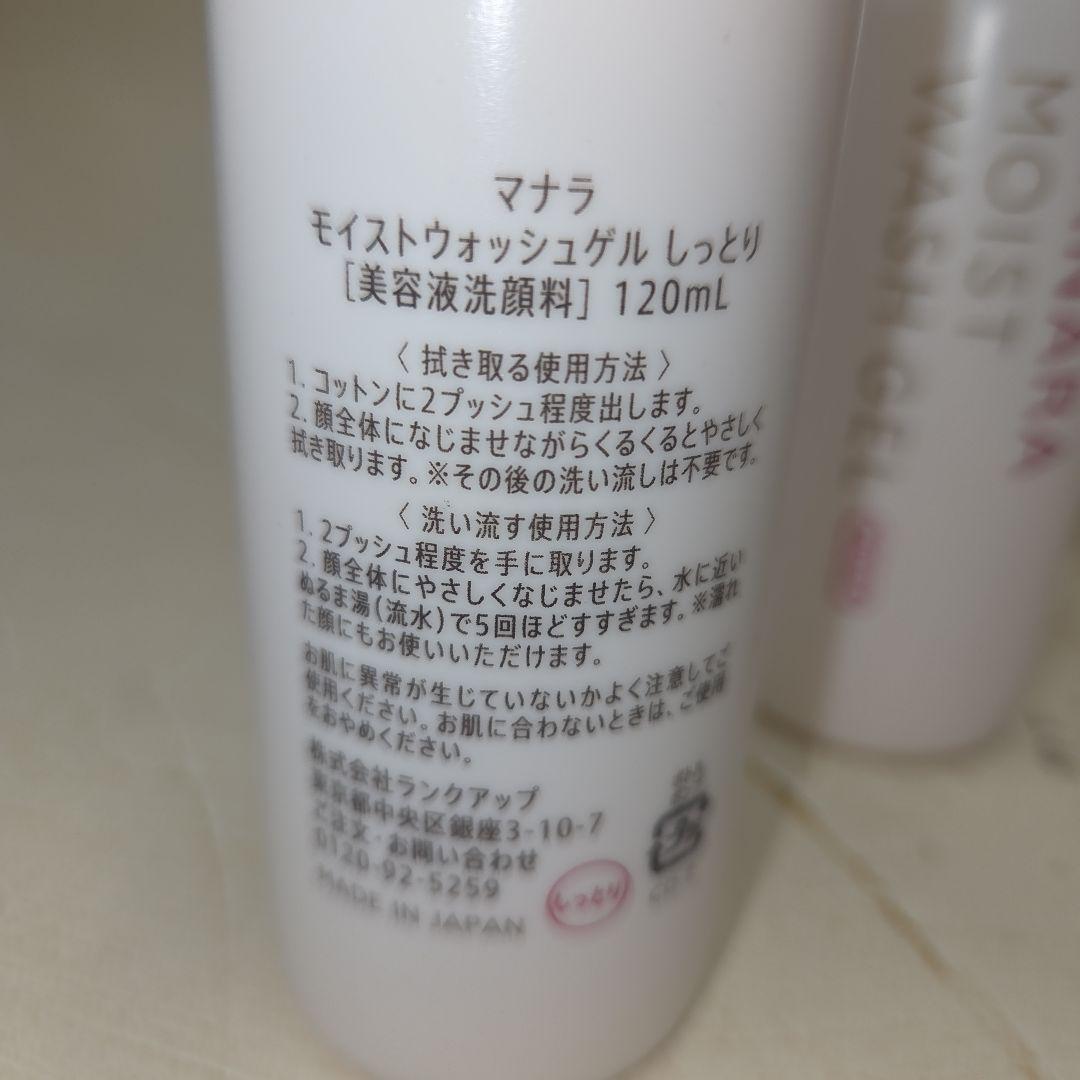 マナラ
モイストウォッシュゲル しっとり
［美容液洗顔料］ 120mL
〈 拭き取る使用方法 〉
1. コットンに2プッシュ程度出します。
2. 顔全体になじませながらくるくるとやさしく
拭き取ります。※その後の洗い流しは不要です。
〈 洗い流す使用方法 〉
1. 2プッシュ程度を手に取ります。
2. 顔全体にやさしくなじませたら、水に近い
ぬるま湯（流水）で5回ほどすすぎます。※濡れ
た顔にもお使いいただけます。
お肌に異常が生じていないかよく注意してご
使用ください。お肌に合わないときは、ご使用
をおやめください。
株式会社ランクアップ
東京都中央区銀座3-10-7
ご注文・お問い合わせ
0120-92-5259
MADE IN JAPAN
しっとり
MOIST
WASH GEL